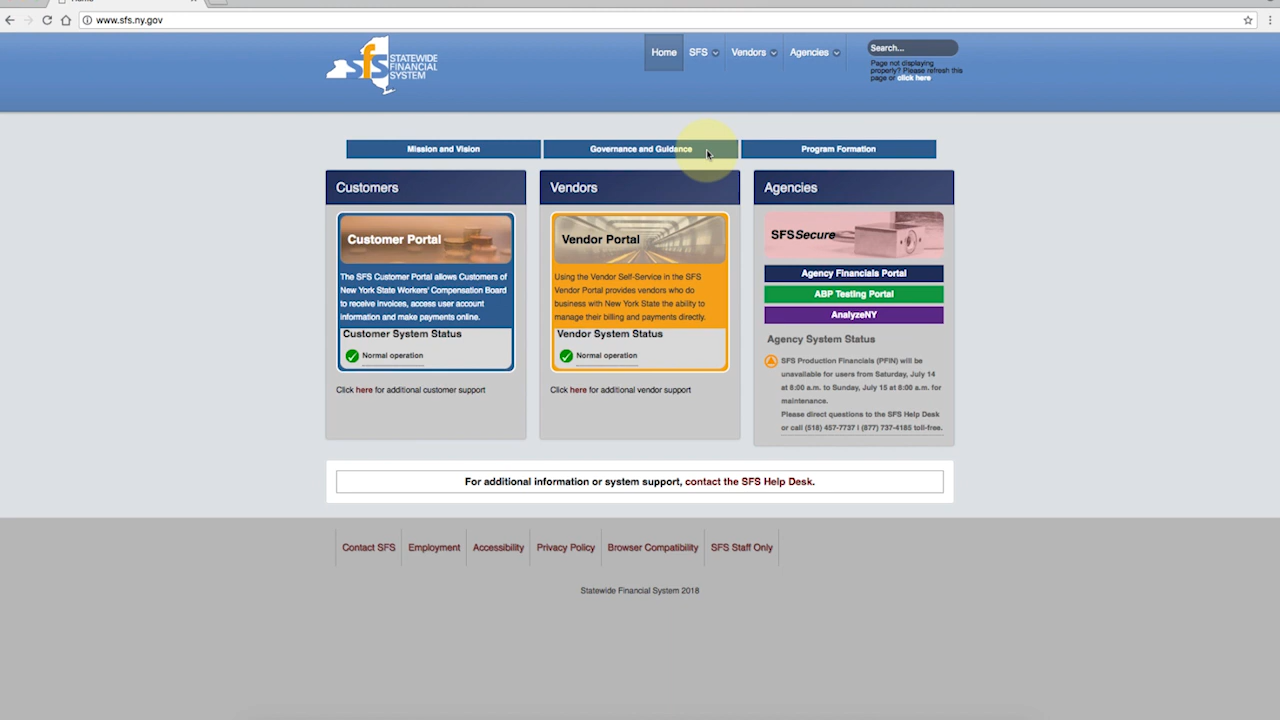 www.sfs.ny.gov
sfs STATEWIDE
FINANCIAL
SYSTEM
Home SFS Vendors Agencies
Search...
Page not displaying
properly? Please refresh this
page or click here
Mission and Vision
Governance and Guidance
Program Formation
Customers
Customer Portal
The SFS Customer Portal allows Customers of
New York State Workers' Compensation Board
to receive invoices, access user account
information and make payments online.
Customer System Status
Normal operation
Click here for additional customer support
Vendors
Vendor Portal
Using the Vendor Self-Service in the SFS
Vendor Portal provides vendors who do
business with New York State the ability to
manage their billing and payments directly.
Vendor System Status
Normal operation
Click here for additional vendor support
Agencies
SFSSecure
Agency Financials Portal
ABP Testing Portal
AnalyzeNY
Agency System Status
SFS Production Financials (PFIN) will be
unavailable for users from Saturday, July 14
at 8:00 a.m. to Sunday, July 15 at 8:00 a.m. for
maintenance.
Please direct questions to the SFS Help Desk
or call (518) 457-7737 | (877) 737-4185 toll-free.
For additional information or system support, contact the SFS Help Desk.
Contact SFS Employment Accessibility Privacy Policy Browser Compatibility SFS Staff Only
Statewide Financial System 2018